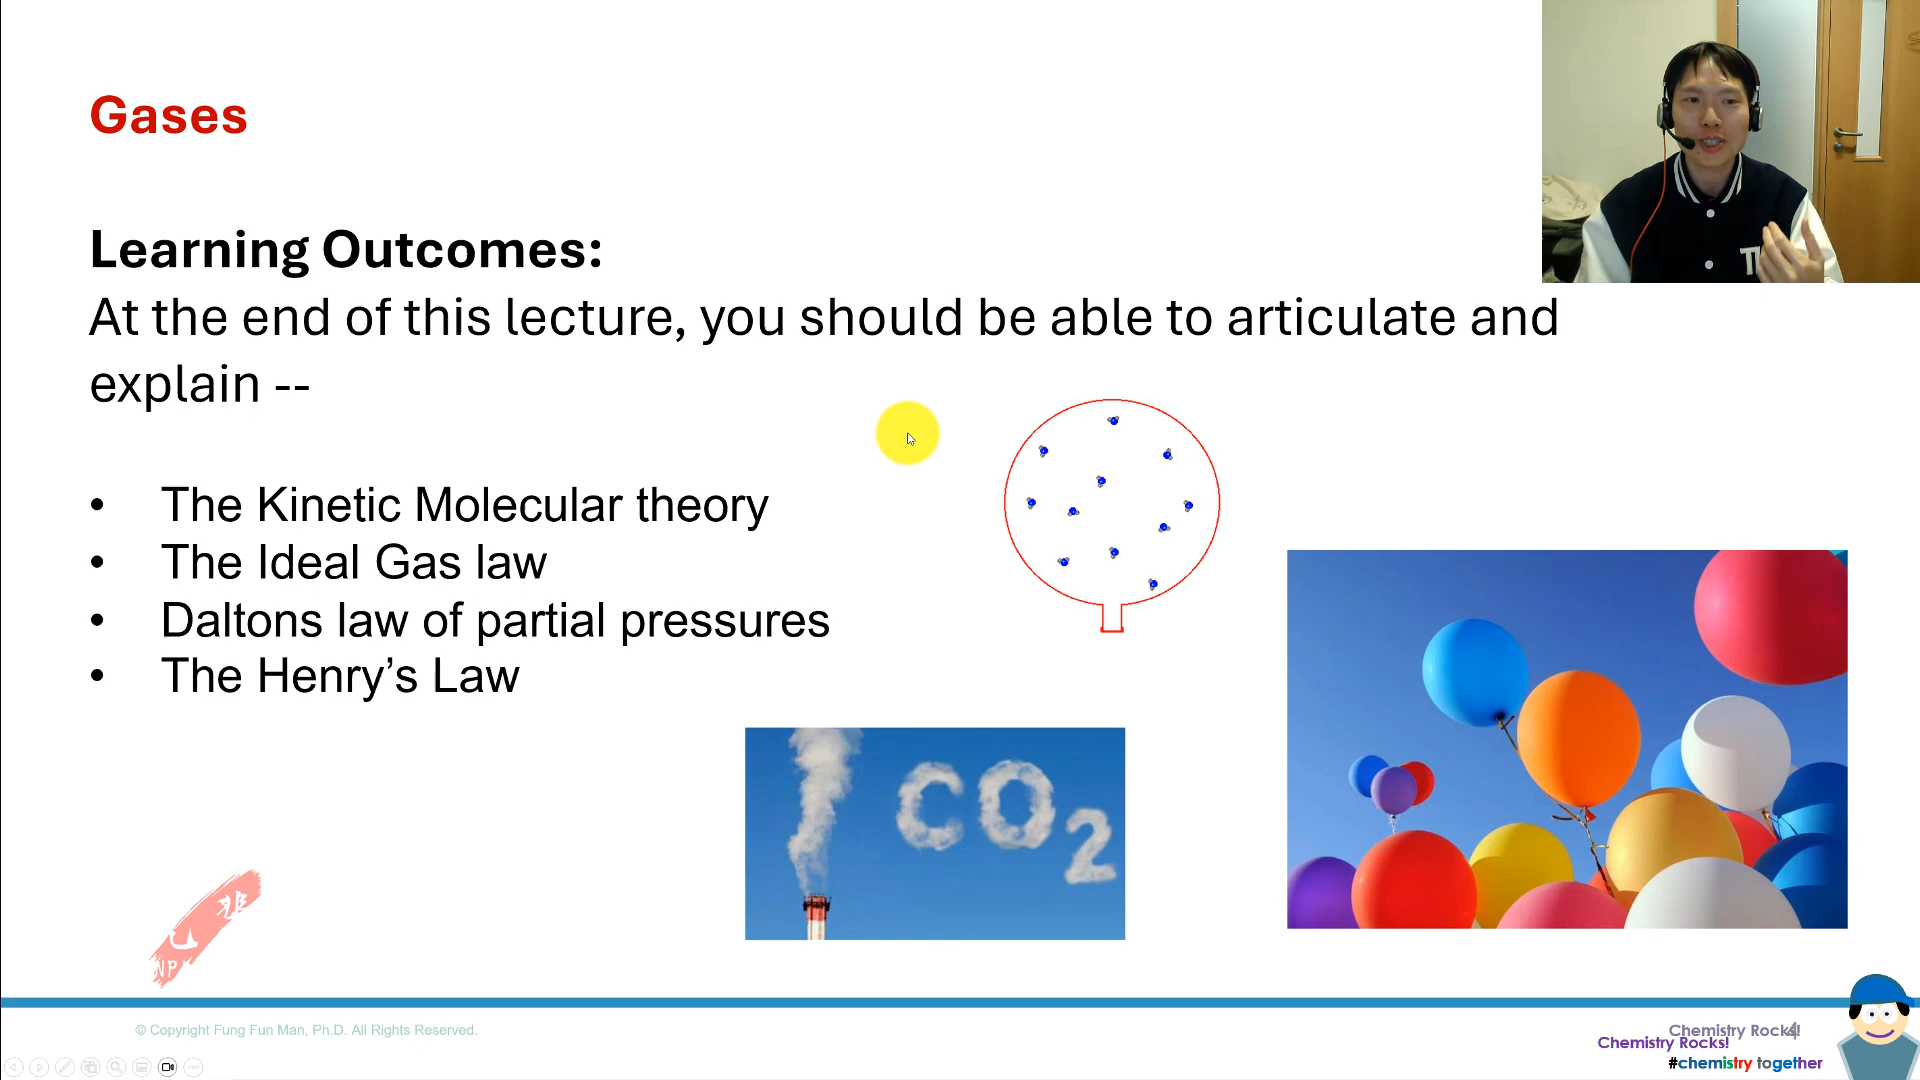 Gases
Learning Outcomes:
At the end of this lecture, you should be able to articulate and
explain --
• The Kinetic Molecular theory
• The Ideal Gas law
• Daltons law of partial pressures
• The Henry’s Law
CO2
© Copyright Fung Fun Man, Ph.D. All Rights Reserved.
Chemistry Rocks!
4
Chemistry Rocks!
#chemistry together